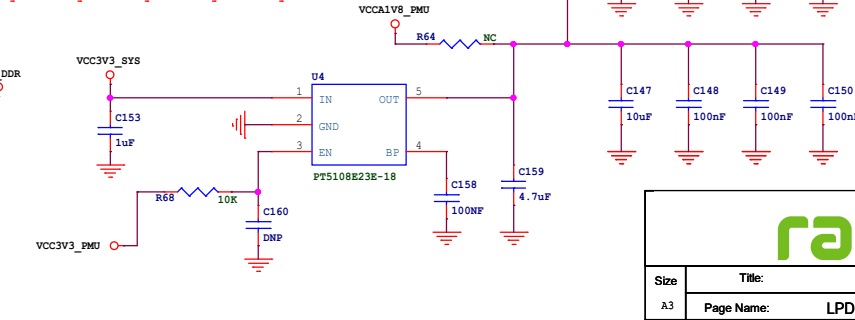 VCCA1V8_PMU
R64
NC
_DDR
VCC3V3_SYS
U4
1
IN
OUT
5
C153
1uF
2
GND
3
EN
BP
4
PT5108E23E-18
C147
10uF
C148
100nF
C149
100nF
C150
100n
C159
4.7uF
C158
100NF
R68
10K
C160
DNP
VCC3V3_PMU
ra
Size
Title:
A3
Page Name:
LPD